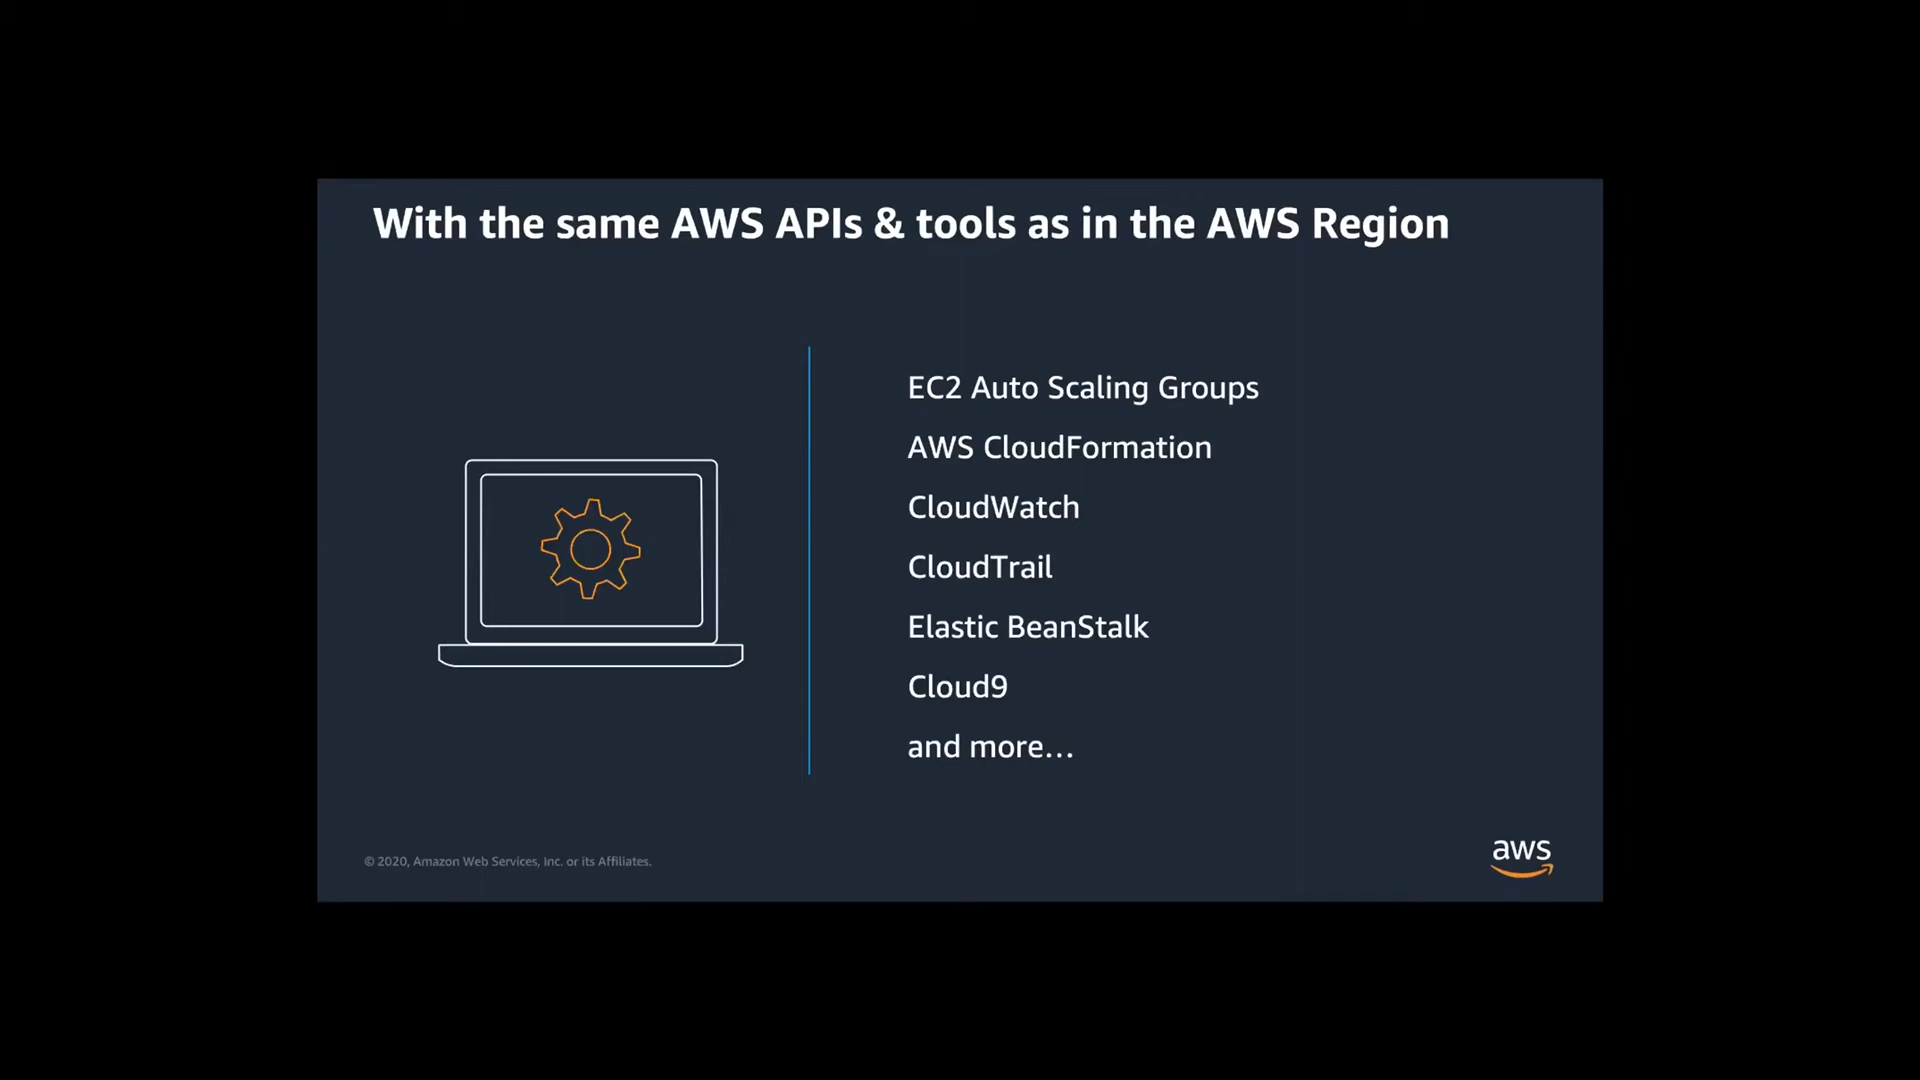 With the same AWS APIs & tools as in the AWS Region
EC2 Auto Scaling Groups
AWS CloudFormation
CloudWatch
CloudTrail
Elastic BeanStalk
Cloud9
and more…
© 2020, Amazon Web Services, Inc. or its Affiliates.
aws